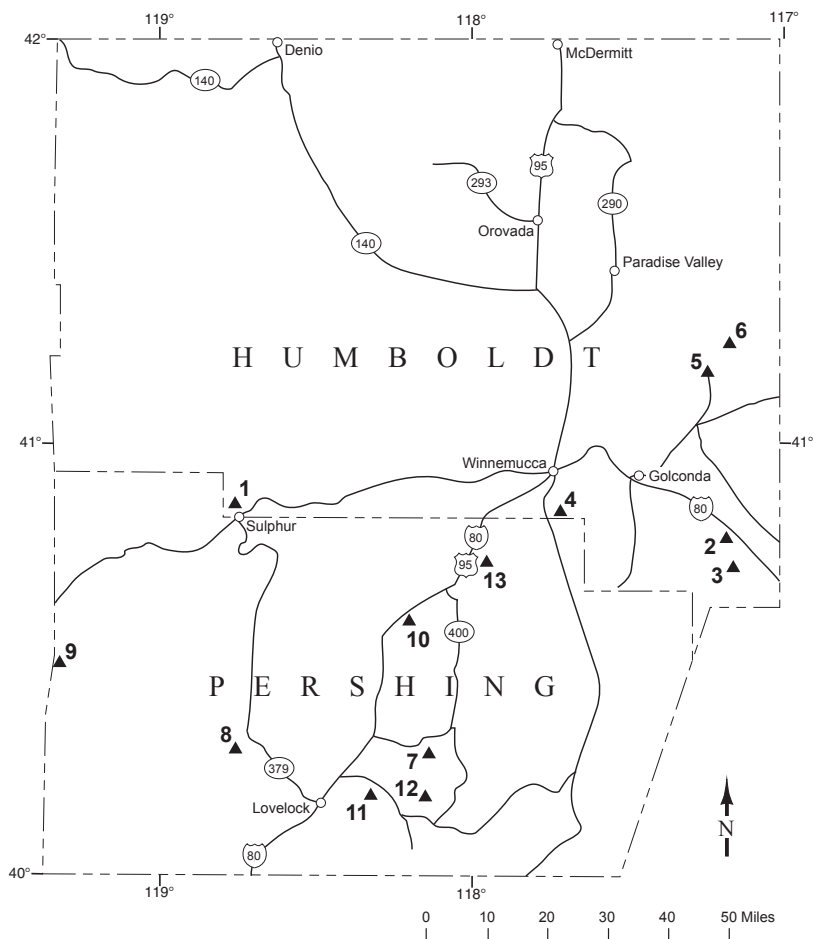 119°
118°
117°
42°
Denio
McDermitt
140
95
293
290
Orovada
140
Paradise Valley
6
HUMBOLDT
5
41°
41°
Winnemucca
Golconda
1
4
80
Sulphur
2
80
3
95
13
10
400
9
PERSHING
8
7
379
12
11
Lovelock
N
80
40°
119°
118°
0 10 20 30 40 50 Miles